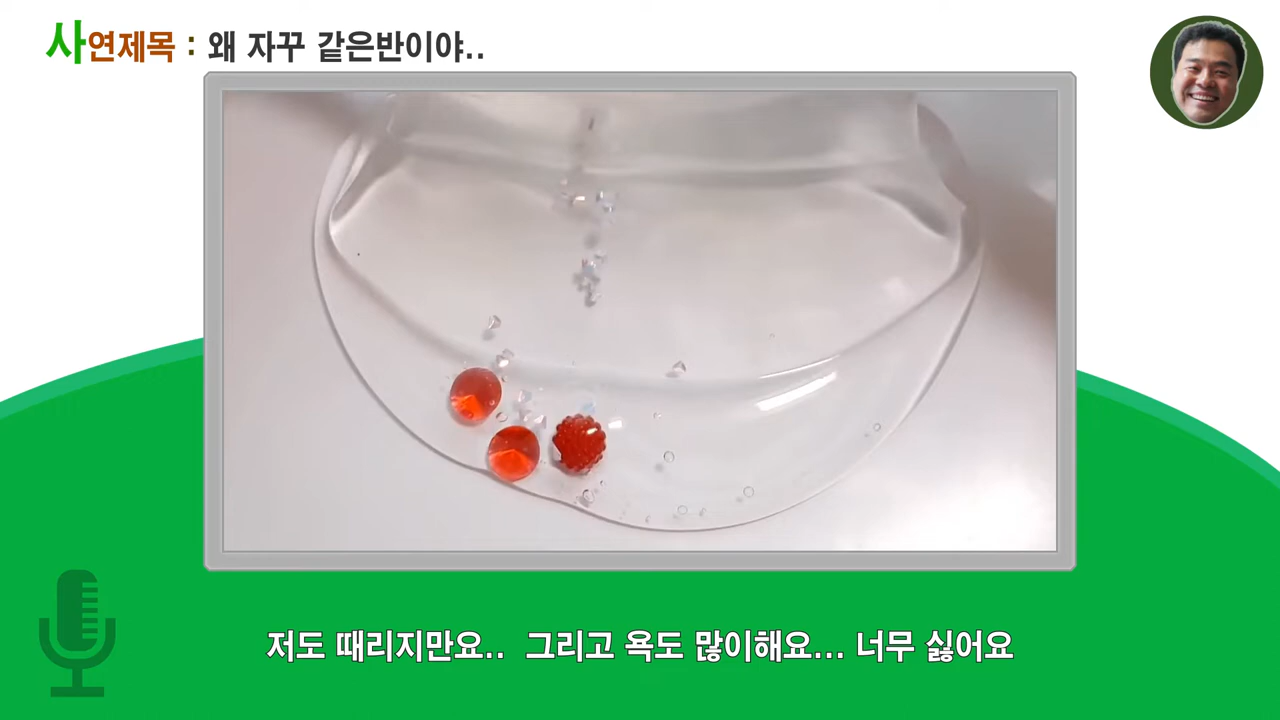 사연제목 : 왜 자꾸 같은반이야..
저도 때리지만요.. 그리고 욕도 많이해요... 너무 싫어요